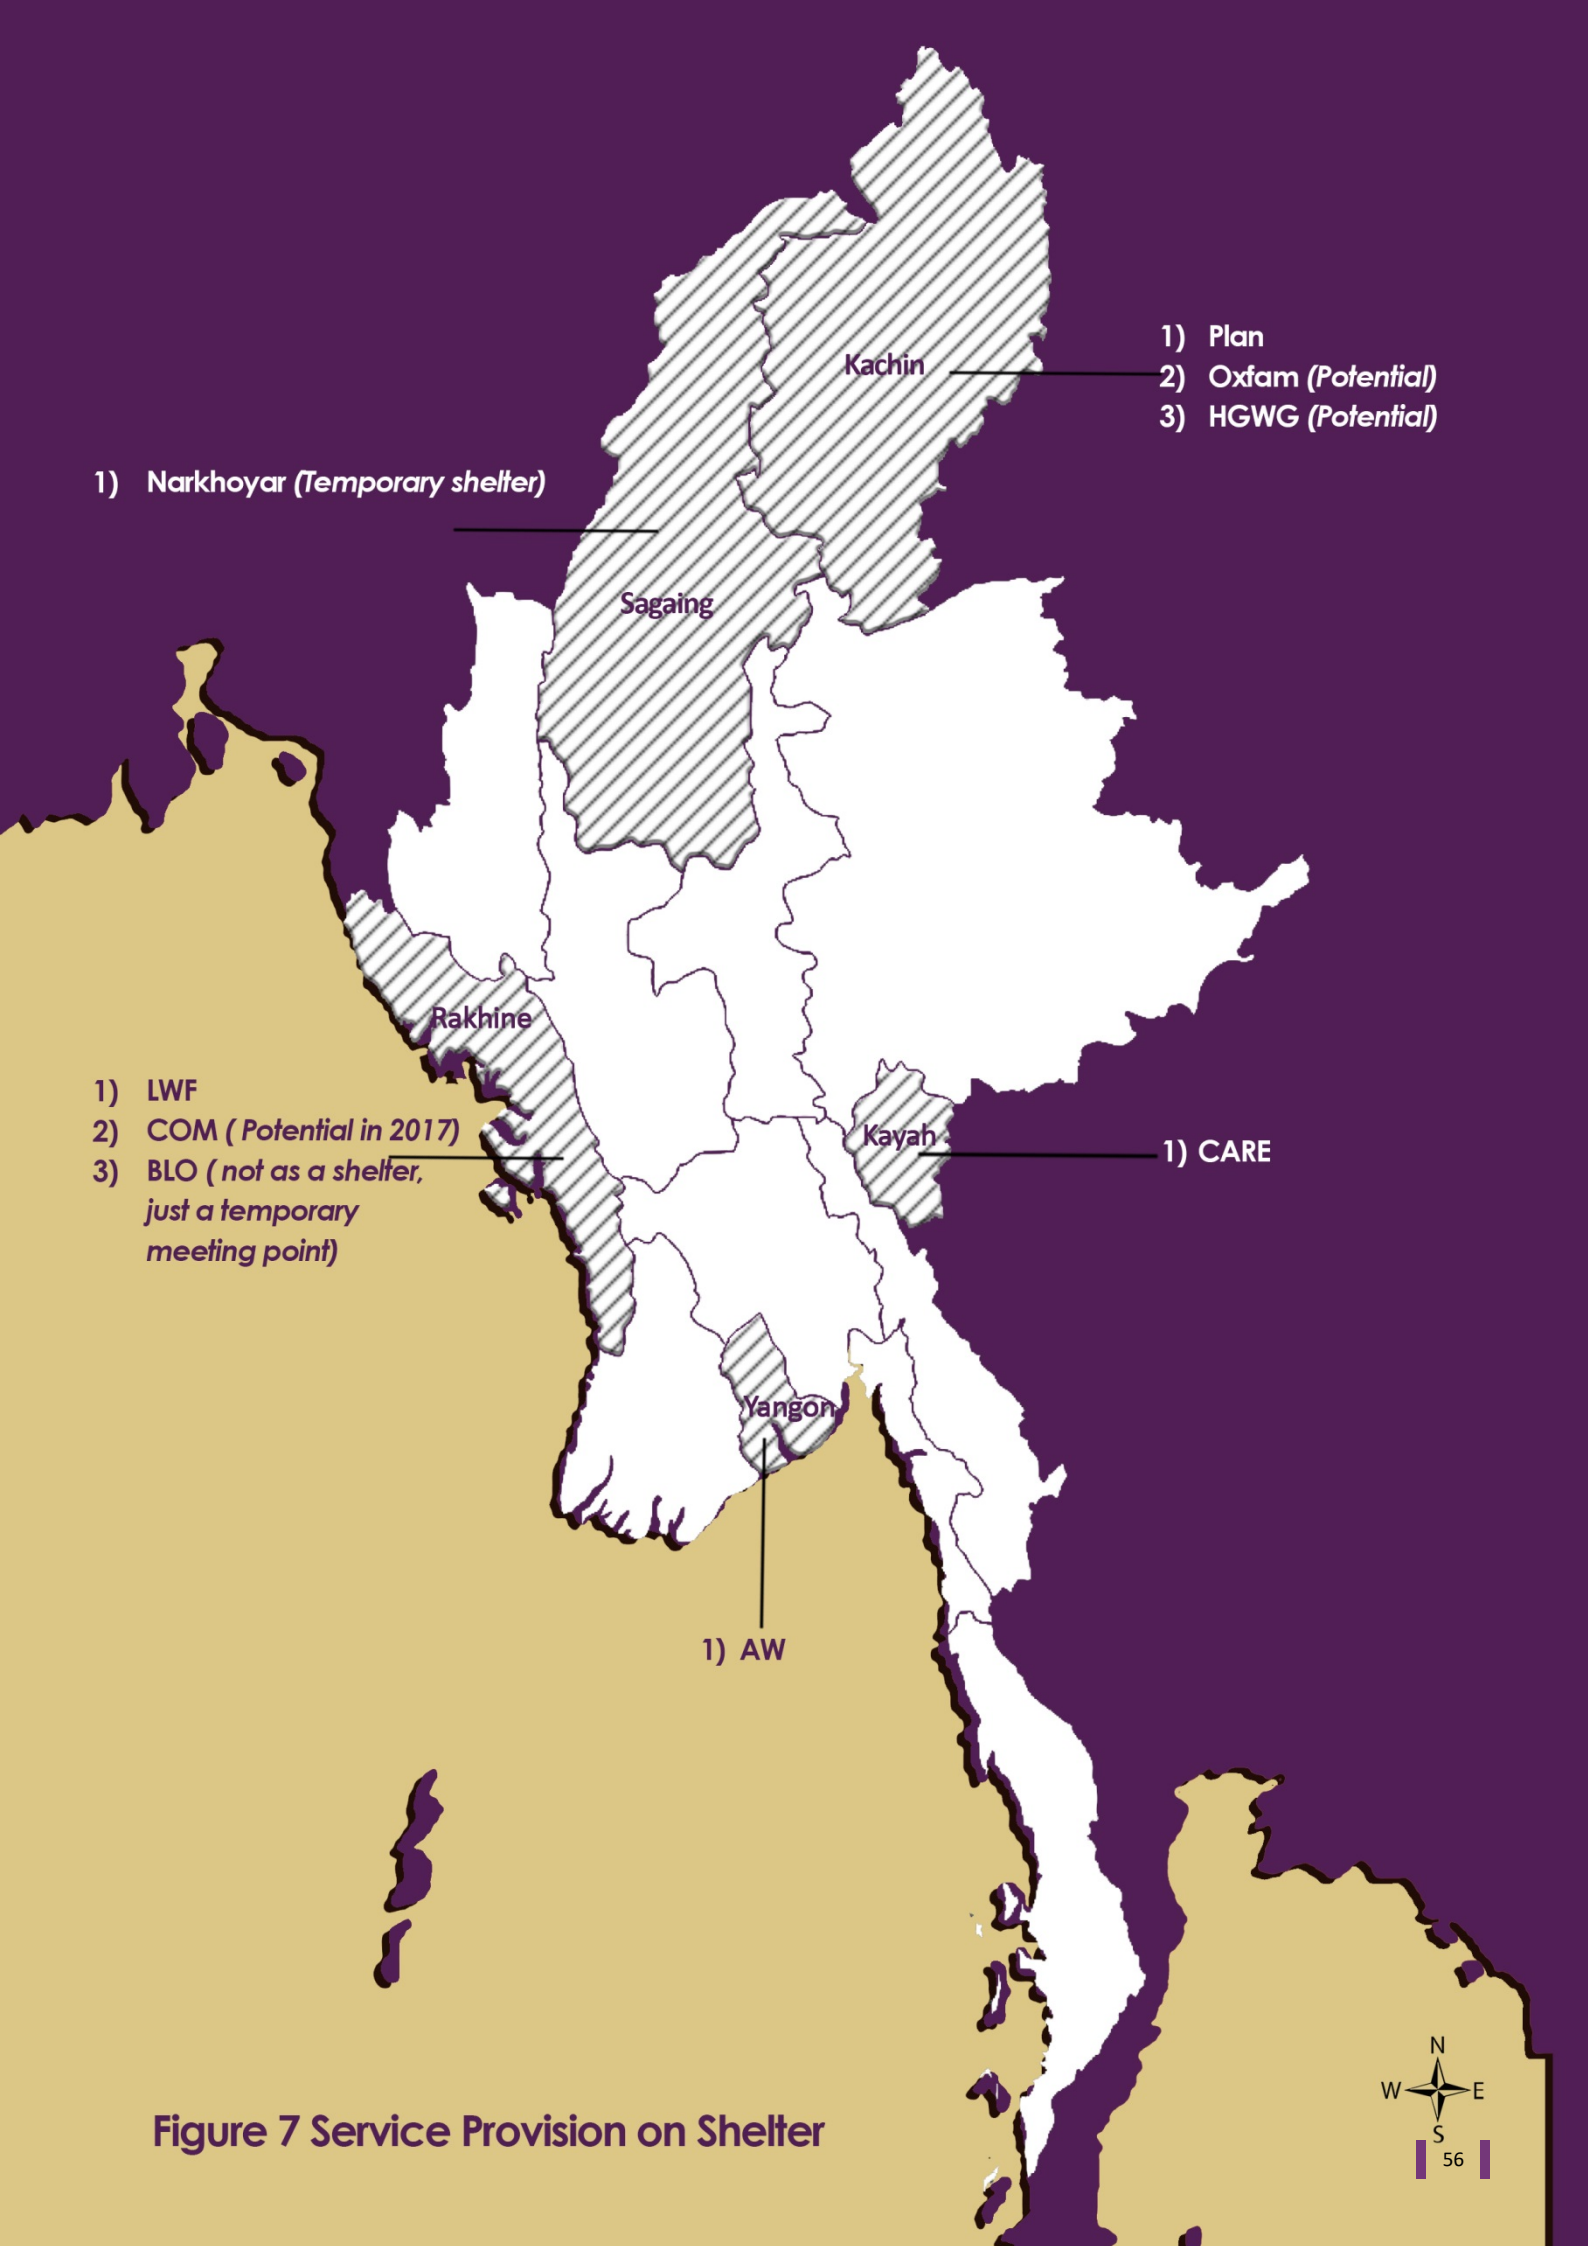 Kachin
1) Plan
2) Oxfam (Potential)
3) HGWG (Potential)
1) Narkhoyar (Temporary shelter)
Sagaing
Rakhine
1) LWF
2) COM ( Potential in 2017)
3) BLO ( not as a shelter,
just a temporary
meeting point)
Kayah
1) CARE
Yangon
1) AW
N
W E
S
Figure 7 Service Provision on Shelter
56